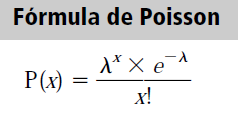 Fórmula de Poisson
P(x) = λ^x × e^−λ / x!